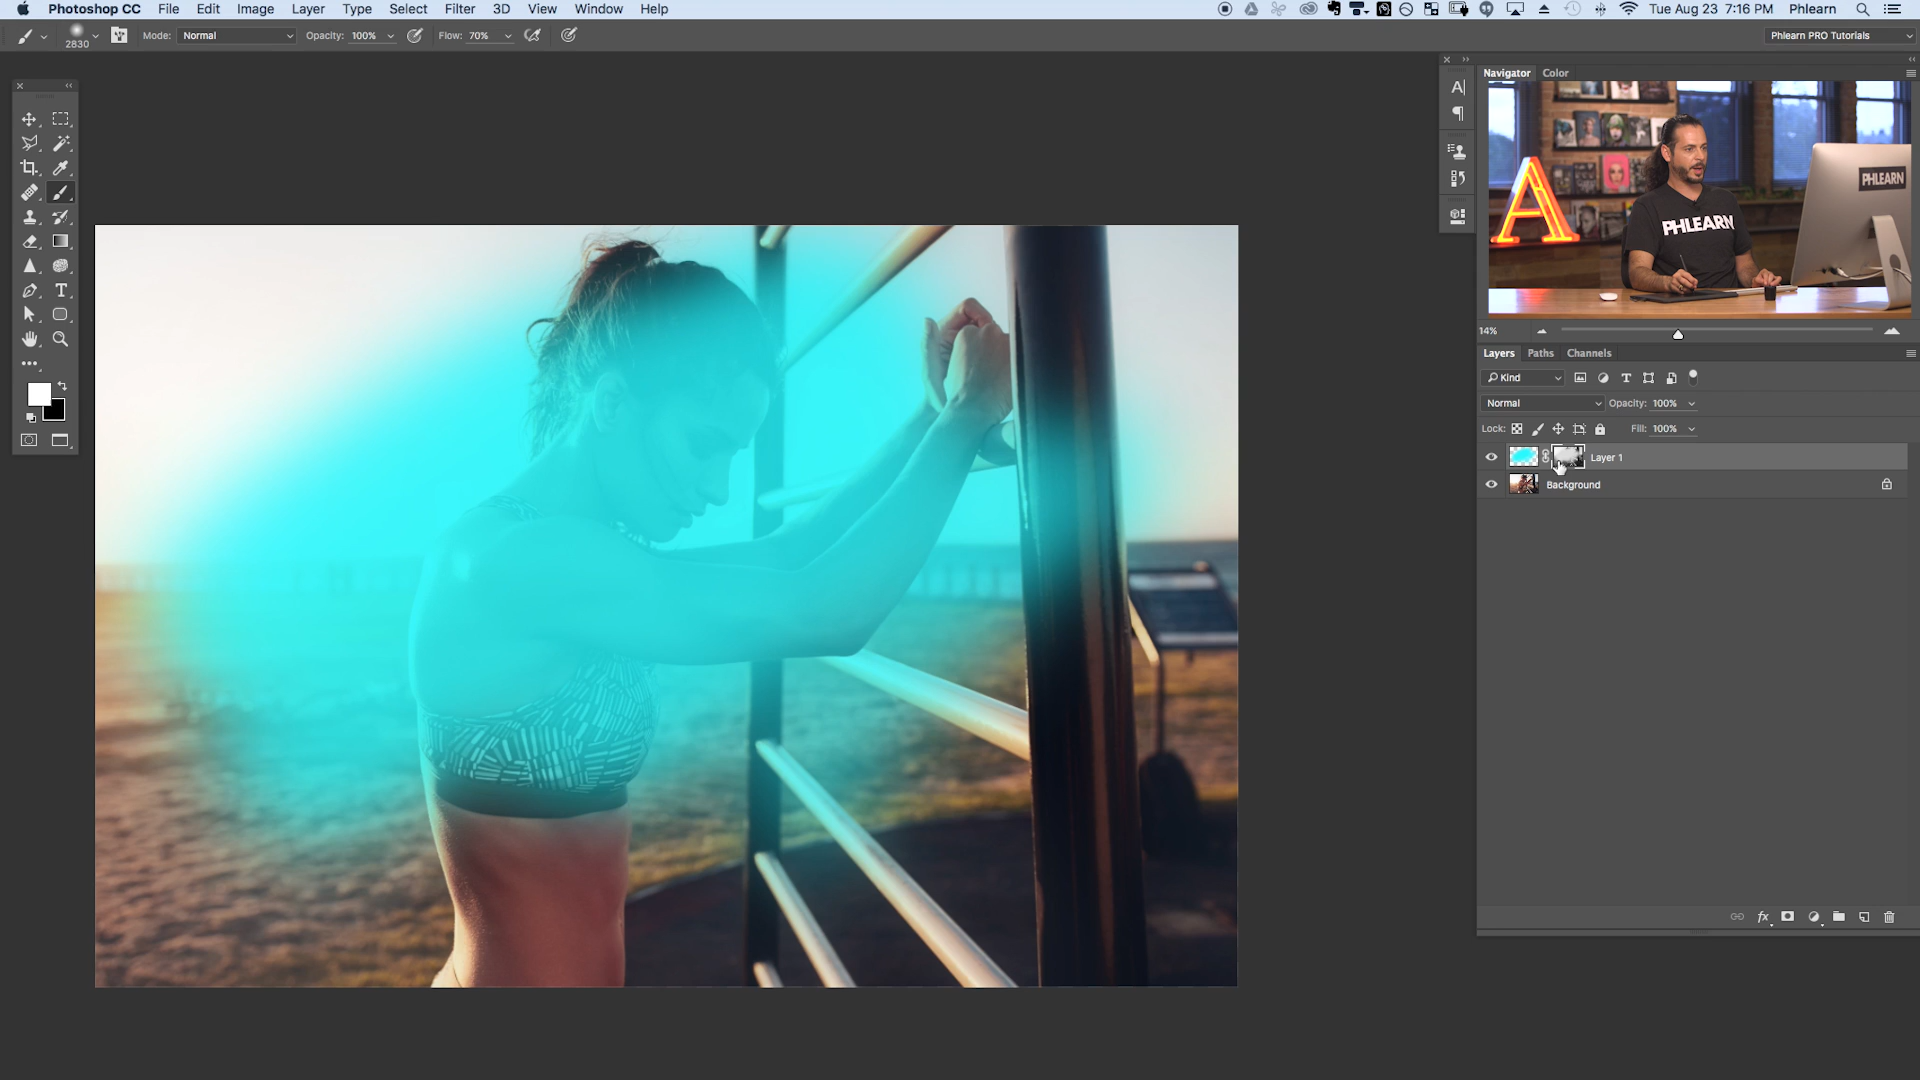 Photoshop CC File Edit Image Layer Type Select Filter 3D View Window Help Tue Aug 23 7:16 PM Phlearn
2830 Mode: Normal Opacity: 100% Flow: 70% Phlearn PRO Tutorials
Navigator Color
A
PHLEARN
PHLEARN
14%
Layers Paths Channels
Kind
Normal Opacity: 100%
Lock: Fill: 100%
Layer 1
Background
fx